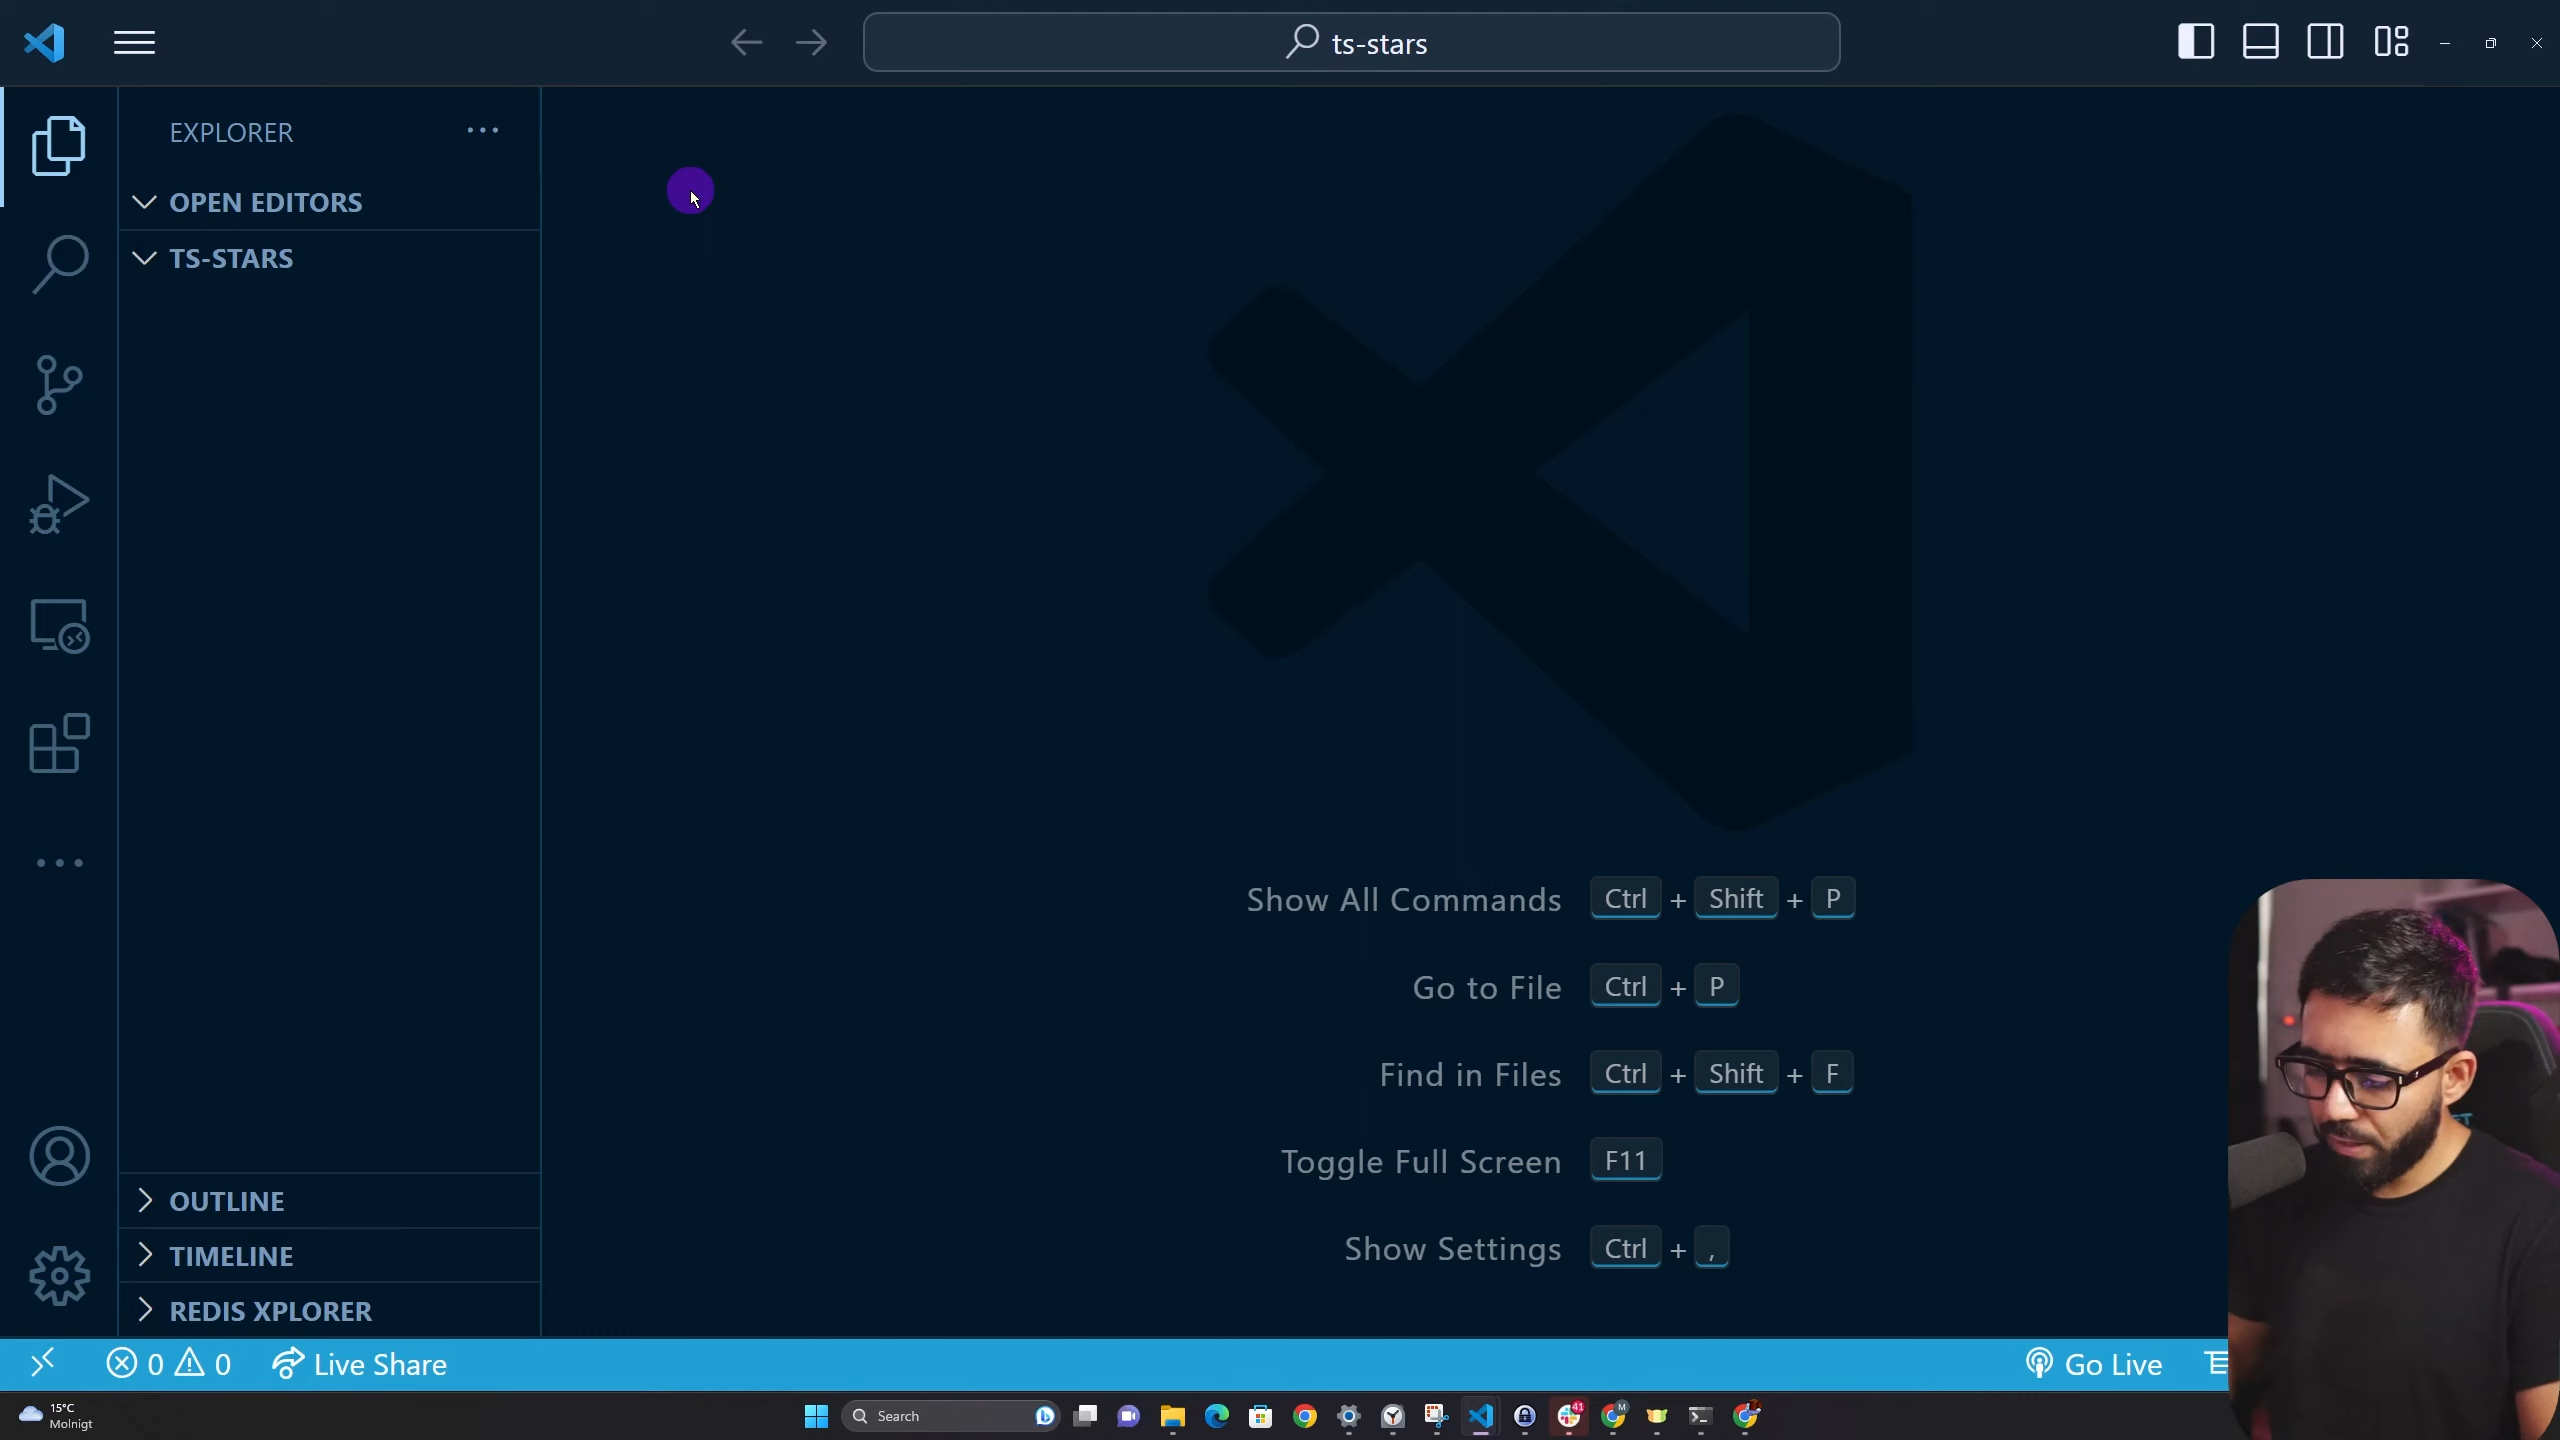 ts-stars
EXPLORER
OPEN EDITORS
TS-STARS
Show All Commands Ctrl + Shift + P
Go to File Ctrl + P
Find in Files Ctrl + Shift + F
Toggle Full Screen F11
Show Settings Ctrl + ,
OUTLINE
TIMELINE
REDIS XPLORER
0 0 Live Share
Go Live
15°C
Molnigt
Search
41
M